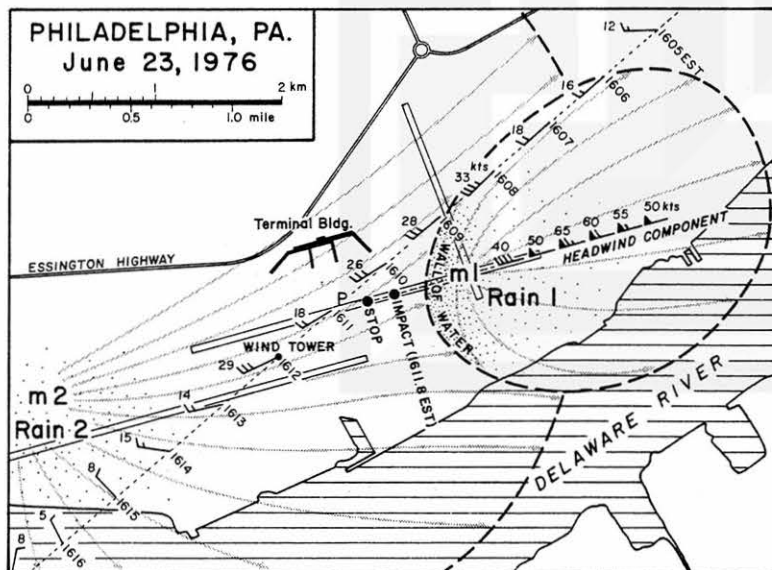 PHILADELPHIA, PA.
June 23, 1976
0 1 2 km
0 0.5 1.0 mile
12
1605 EST
16
1606
18
1607
33 kts
1608
28
1609
Terminal Bldg.
40 50 65 60 55 50 kts
HEADWIND COMPONENT
ESSINGTON HIGHWAY
26
1610
WALL OF WATER
m1
Rain 1
P
STOP
IMPACT (1611.8 EST)
18
1611
WIND TOWER
29
1612
m2
Rain 2
14
1613
15
1614
8
1615
5
1616
8
DELAWARE RIVER